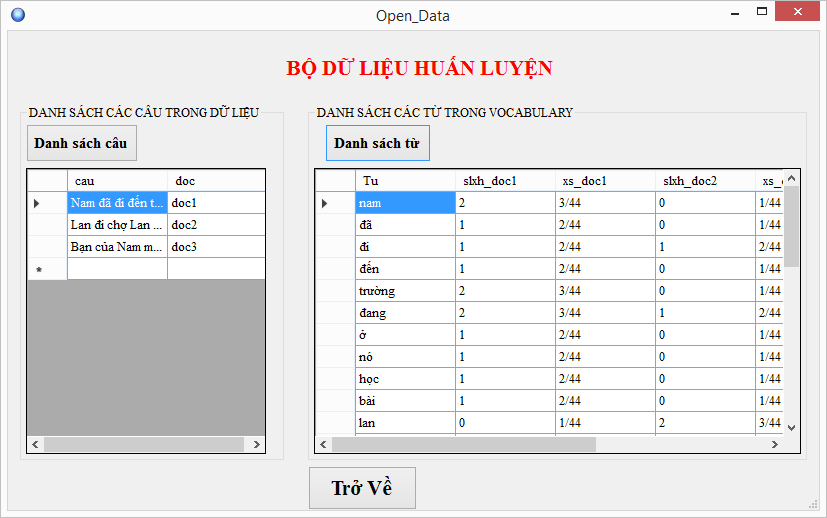 Open_Data
BỘ DỮ LIỆU HUẤN LUYỆN
DANH SÁCH CÁC CÂU TRONG DỮ LIỆU
Danh sách câu
cau doc
Nam đã đi đến t... doc1
Lan đi chợ Lan ... doc2
Bạn của Nam m... doc3
*
DANH SÁCH CÁC TỪ TRONG VOCABULARY
Danh sách từ
Tu slxh_doc1 xs_doc1 slxh_doc2 xs_
nam 2 3/44 0 1/44
đã 1 2/44 0 1/44
đi 1 2/44 1 2/44
đến 1 2/44 0 1/44
trường 2 3/44 0 1/44
đang 2 3/44 1 2/44
ở 1 2/44 0 1/44
nó 1 2/44 0 1/44
học 1 2/44 0 1/44
bài 1 2/44 0 1/44
lan 0 1/44 2 3/44
Trở Về